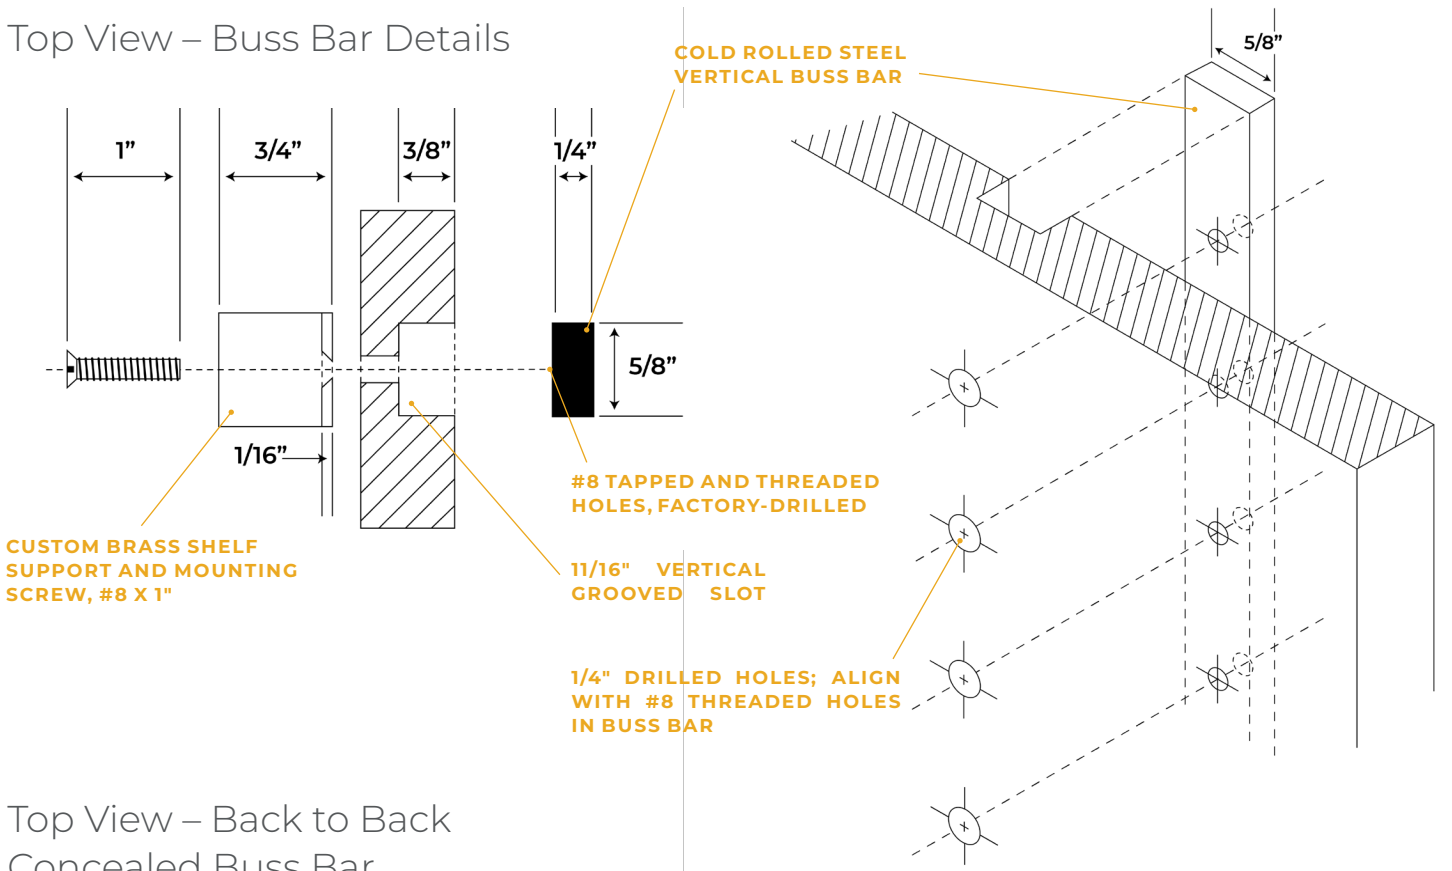 Top View – Buss Bar Details
COLD ROLLED STEEL
VERTICAL BUSS BAR
5/8”
1”
3/4”
3/8”
1/4”
5/8”
1/16”
#8 TAPPED AND THREADED
HOLES, FACTORY-DRILLED
CUSTOM BRASS SHELF
SUPPORT AND MOUNTING
SCREW, #8 X 1"
11/16" VERTICAL
GROOVED SLOT
1/4" DRILLED HOLES; ALIGN
WITH #8 THREADED HOLES
IN BUSS BAR
Top View – Back to Back
Concealed Buss Bar